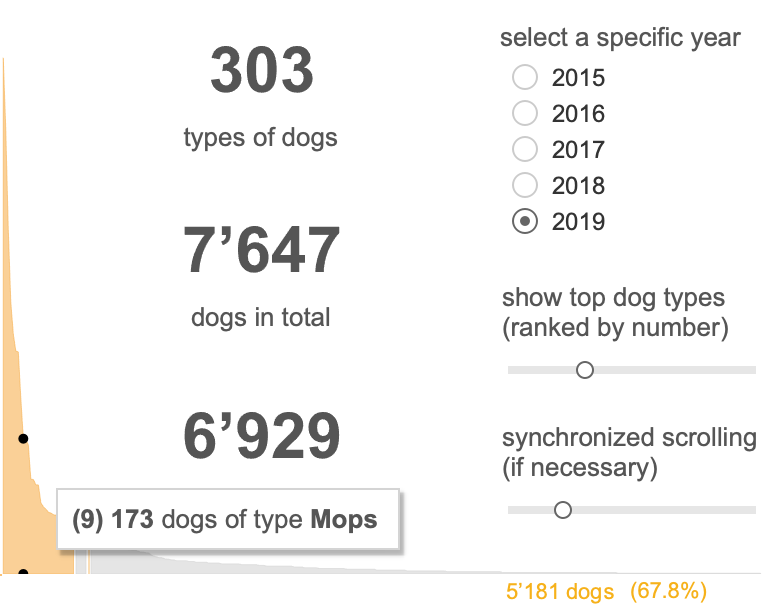 303
types of dogs
7’647
dogs in total
6’929
(9) 173 dogs of type Mops
select a specific year
2015
2016
2017
2018
2019
show top dog types
(ranked by number)
synchronized scrolling
(if necessary)
5’181 dogs (67.8%)